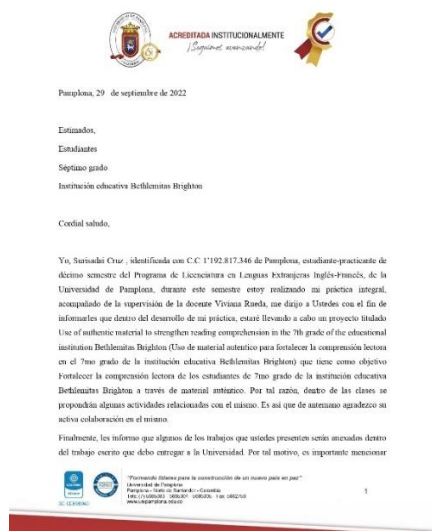 ACREDITADA INSTITUCIONALMENTE
¡Seguimos avanzando!
Pamplona, 29 de septiembre de 2022
Estimados,
Estudiantes
Séptimo grado
Institución educativa Bethlemitas Brighton
Cordial saludo,
Yo, Surisadai Cruz , identificada con C.C 1'192.817.346 de Pamplona, estudiante-practicante de
décimo semestre del Programa de Licenciatura en Lenguas Extranjeras Inglés-Francés, de la
Universidad de Pamplona, durante este semestre estoy realizando mi práctica integral,
acompañado de la supervisión de la docente Viviana Rueda, me dirijo a Ustedes con el fin de
informarles que dentro del desarrollo de mi práctica, estaré llevando a cabo un proyecto titulado
Use of authentic material to strengthen reading comprehension in the 7th grade of the educational
institution Bethlemitas Brighton (Uso de material autentico para fortalecer la comprensión lectora
en el 7mo grado de la institución educativa Bethlemitas Brighton) que tiene como objetivo
Fortalecer la comprensión lectora de los estudiantes de 7mo grado de la institución educativa
Bethlemitas Brighton a través de material auténtico. Por tal razón, dentro de las clases se
propondrán algunas actividades relacionadas con el mismo. Es así que de antemano agradezco su
activa colaboración en el mismo.
Finalmente, les informo que algunos de los trabajos que ustedes presenten serán anexados dentro
del trabajo escrito que debo entregar a la Universidad. Por tal motivo, es importante mencionar
"Formando líderes para la construcción de un nuevo país en paz"
Universidad de Pamplona
Pamplona - Norte de Santander - Colombia
www.unipamplona.edu.co
1